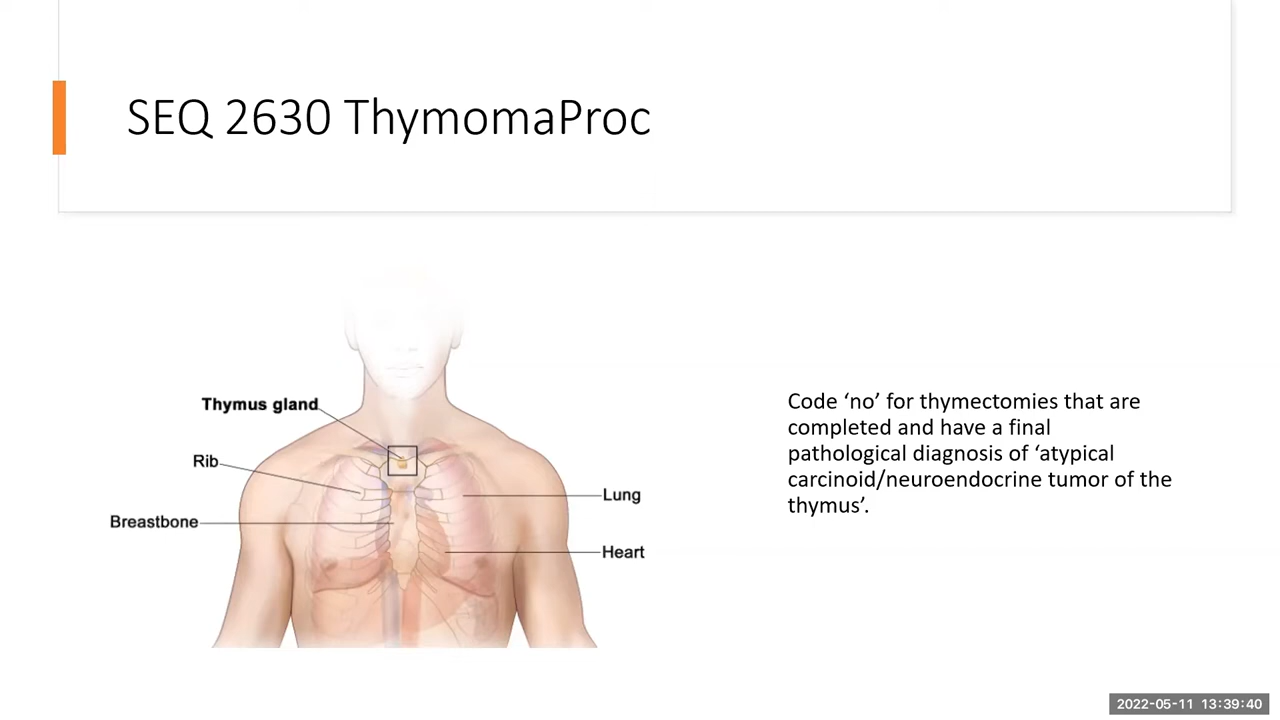 SEQ 2630 ThymomaProc
Thymus gland
Rib
Breastbone
Lung
Heart
Code ‘no’ for thymectomies that are
completed and have a final
pathological diagnosis of ‘atypical
carcinoid/neuroendocrine tumor of the
thymus’.
2022-05-11 13:39:40